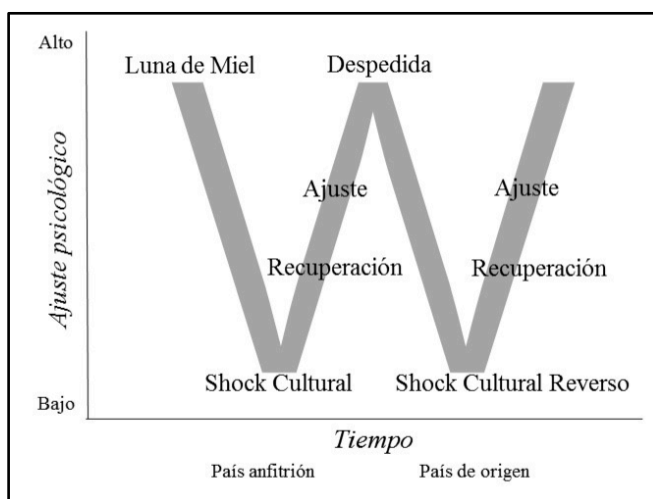 Alto
Luna de Miel
Despedida
Ajuste psicológico
Ajuste
Ajuste
Recuperación
Recuperación
Shock Cultural
Shock Cultural Reverso
Bajo
Tiempo
País anfitrión
País de origen